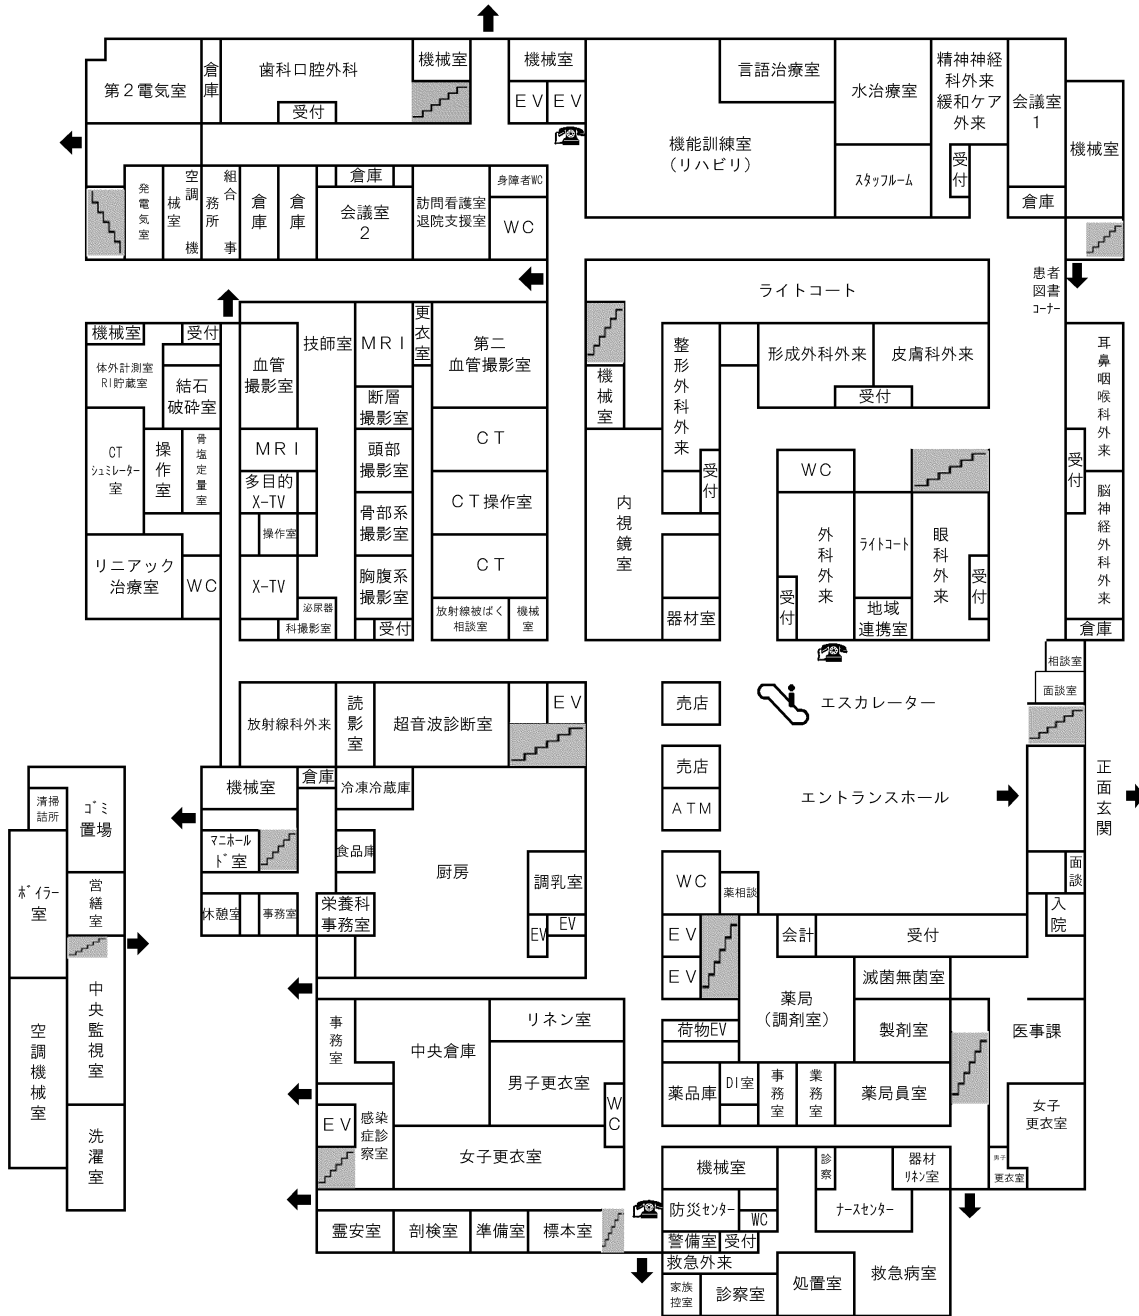 第２電気室
倉庫
歯科口腔外科
受付
機械室
機械室
ＥＶ
ＥＶ
機能訓練室
（リハビリ）
言語治療室
水治療室
スタッフルーム
精神神経
科外来
緩和ケア
外来
受付
会議室
1
倉庫
機械室
発電気室
空調機械室
組合事務所
倉庫
倉庫
倉庫
会議室
2
訪問看護室
退院支援室
身障者WC
ＷＣ
患者
図書
コーナー
ライトコート
機械室
受付
体外計測室
RI貯蔵室
結石
破砕室
血管
撮影室
技師室
ＭＲＩ
更衣室
第二
血管撮影室
断層
撮影室
CT
シュミレーター
室
操作室
骨塩定量室
ＭＲＩ
頭部
撮影室
ＣＴ
多目的
X-TV
操作室
骨部系
撮影室
ＣＴ操作室
リニアック
治療室
ＷＣ
X-TV
泌尿器
科撮影室
胸腹系
撮影室
受付
ＣＴ
放射線被ばく
相談室
機械
室
機械室
内視鏡室
整形外科外来
受付
器材室
形成外科外来
皮膚科外来
受付
ＷＣ
外科外来
受付
ライトコート
地域
連携室
眼科外来
受付
耳鼻咽喉科外来
受付
脳神経外科外来
倉庫
相談室
面談室
放射線科外来
読影室
超音波診断室
ＥＶ
売店
エスカレーター
売店
ＡＴＭ
エントランスホール
正面玄関
機械室
倉庫
冷凍冷蔵庫
マニホール
ド室
食品庫
厨房
調乳室
EV
EV
休憩室
事務室
栄養科
事務室
清掃
詰所
ゴミ
置場
ボイラー
室
営繕室
中央監視室
空調機械室
洗濯室
ＷＣ
薬相談
面談
入院
ＥＶ
ＥＶ
会計
受付
薬局
（調剤室）
滅菌無菌室
製剤室
荷物EV
医事課
薬品庫
DI室
事務室
業務室
薬局員室
女子
更衣室
男子
更衣室
事務室
中央倉庫
リネン室
男子更衣室
ＷＣ
ＥＶ
感染症診察室
女子更衣室
霊安室
剖検室
準備室
標本室
機械室
防災センター
WC
警備室
受付
救急外来
家族
控室
診察室
処置室
救急病室
診察
ナースセンター
器材
リネン室